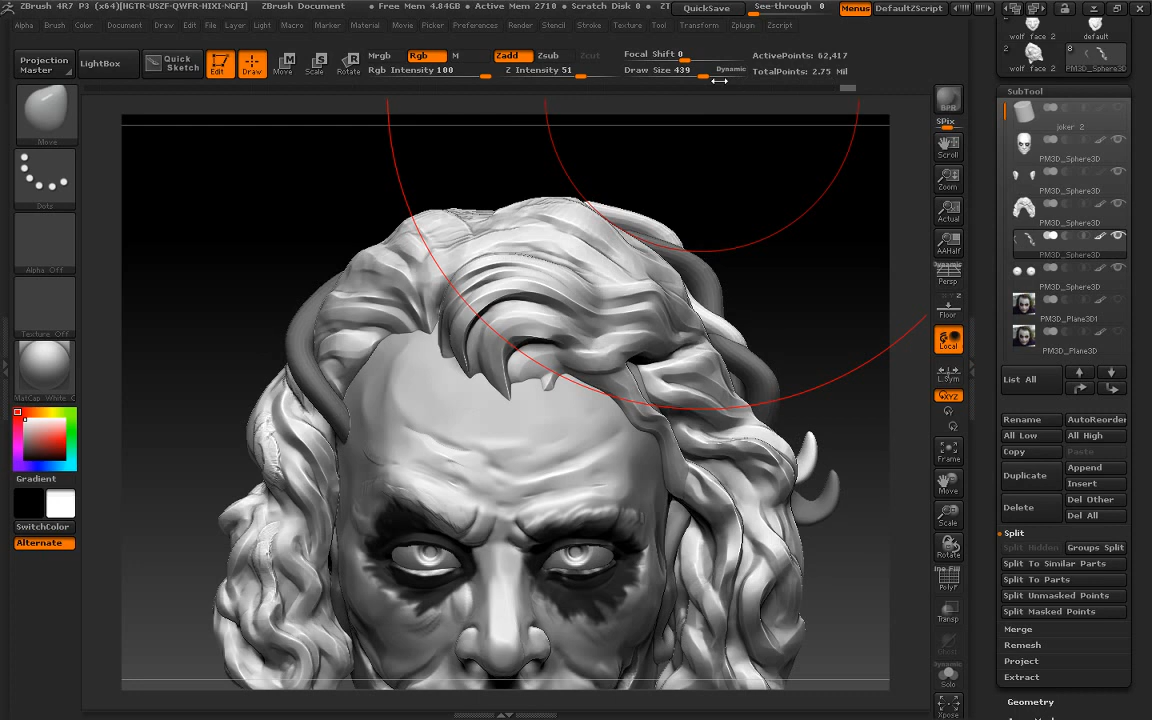 ZBrush 4R7 P3 (x64)[HGTR-USZF-QWFR-HIXI-NGFI] ZBrush Document • Free Mem 4.84GB • Active Mem 2710 • Scratch Disk 0 • ZT QuickSave See-through 0 Menus DefaultZScript
Alpha Brush Color Document Draw Edit File Layer Light Macro Marker Material Movie Picker Preferences Render Stencil Stroke Texture Tool Transform Zplugin Zscript
wolf face 2 default
2 8
wolf face 2 PM3D_Sphere3D
Projection Master
LightBox
Quick Sketch
Edit
Draw
Move
Scale
Rotate
Mrgb Rgb M
Rgb Intensity 100
Zadd Zsub Zcut
Z Intensity 51
Focal Shift 0
Draw Size 439 Dynamic
ActivePoints: 62,417
TotalPoints: 2.75 Mil
Move
Dots
Alpha Off
Texture Off
MatCap White C
Gradient
SwitchColor
Alternate
BPR
SPix
Scroll
Zoom
Actual
AAHalf
Dynamic
Persp
Floor
Local
L.Sym
XYZ
Frame
Move
Scale
Rotate
Line Fill
PolyF
Transp
Ghost
Dynamic
Solo
Xpose
SubTool
joker 2
PM3D_Sphere3D
PM3D_Sphere3D
PM3D_Sphere3D
PM3D_Sphere3D
PM3D_Sphere3D
PM3D_Plane3D1
PM3D_Plane3D
List All
Rename AutoReorder
All Low All High
Copy Paste
Duplicate Append
Insert
Delete Del Other
Del All
Split
Split Hidden Groups Split
Split To Similar Parts
Split To Parts
Split Unmasked Points
Split Masked Points
Merge
Remesh
Project
Extract
Geometry